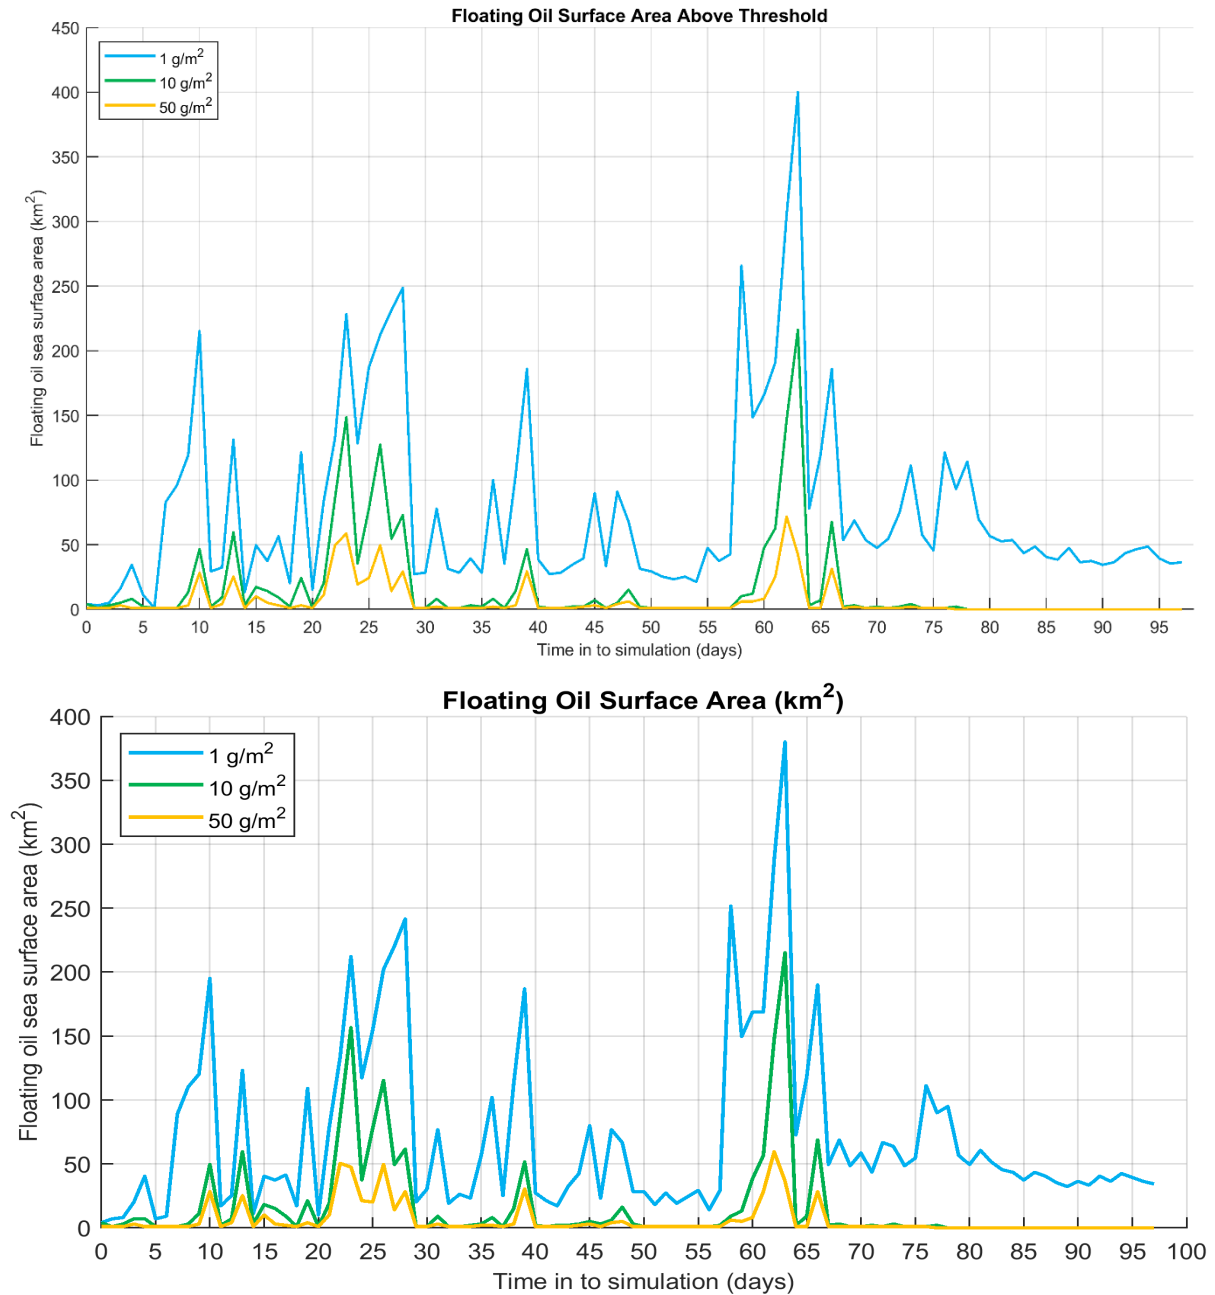 Floating Oil Surface Area Above Threshold
450
400
350
300
250
200
150
100
50
0
1 g/m²
10 g/m²
50 g/m²
Floating oil sea surface area (km²)
0 5 10 15 20 25 30 35 40 45 50 55 60 65 70 75 80 85 90 95
Time in to simulation (days)
Floating Oil Surface Area (km²)
400
350
300
250
200
150
100
50
0
1 g/m²
10 g/m²
50 g/m²
Floating oil sea surface area (km²)
0 5 10 15 20 25 30 35 40 45 50 55 60 65 70 75 80 85 90 95 100
Time in to simulation (days)